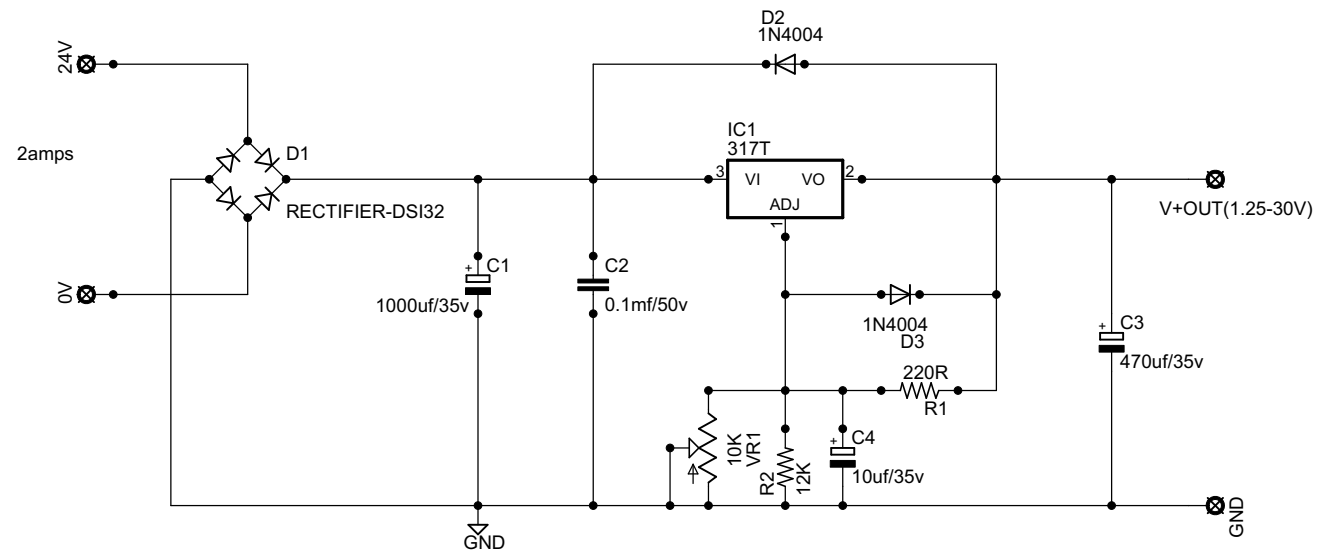 D2
1N4004
24V
IC1
317T
2amps
D1
3
VI
VO
2
ADJ
1
RECTIFIER-DSI32
V+OUT(1.25-30V)
0V
C1
1000uf/35v
C2
0.1mf/50v
1N4004
D3
C3
470uf/35v
220R
R1
10K
VR1
R2
12K
C4
10uf/35v
GND
GND
+
+
+